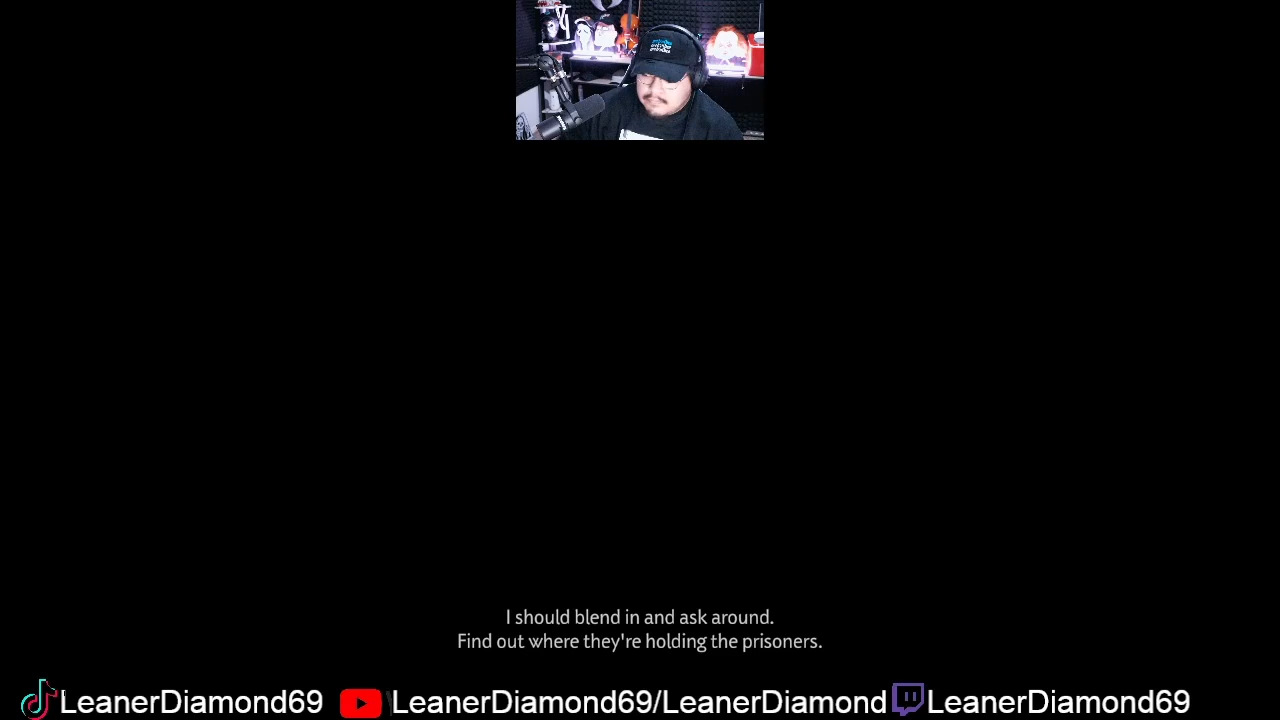 I should blend in and ask around.
Find out where they're holding the prisoners.
LeanerDiamond69 \LeanerDiamond69/LeanerDiamond LeanerDiamond69